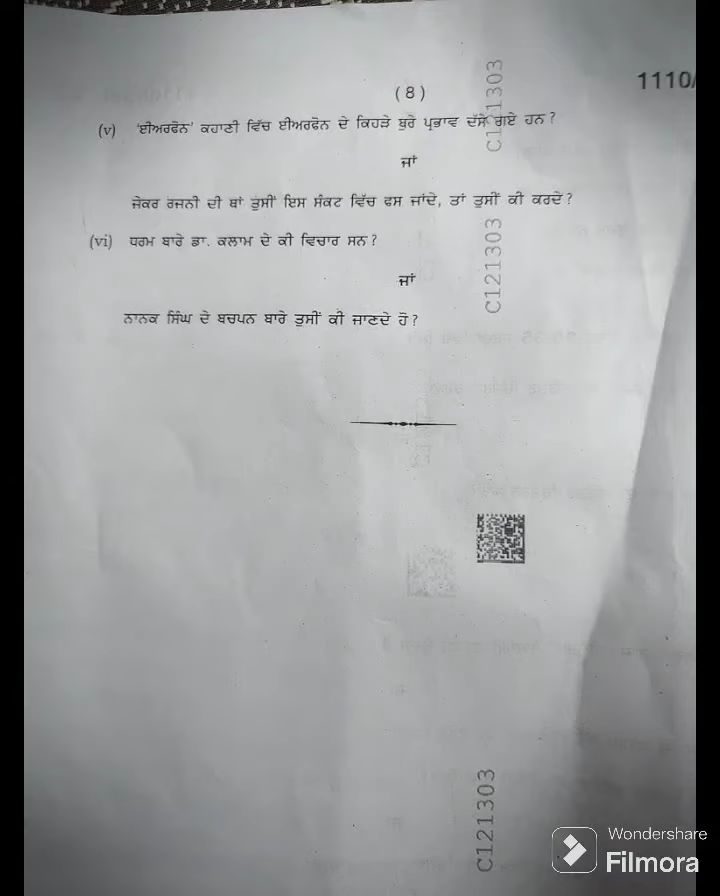 (8)
1110/
(v) 'ਈਅਰਫੋਨ' ਕਹਾਣੀ ਵਿੱਚ ਈਅਰਫੋਨ ਦੇ ਕਿਹੜੇ ਬੁਰੇ ਪ੍ਰਭਾਵ ਦੱਸੇ ਗਏ ਹਨ?
ਜਾਂ
ਜੇਕਰ ਰਜਨੀ ਦੀ ਥਾਂ ਤੁਸੀਂ ਇਸ ਸੰਕਟ ਵਿੱਚ ਫਸ ਜਾਂਦੇ, ਤਾਂ ਤੁਸੀਂ ਕੀ ਕਰਦੇ?
(vi) ਧਰਮ ਬਾਰੇ ਡਾ. ਕਲਾਮ ਦੇ ਕੀ ਵਿਚਾਰ ਸਨ?
ਜਾਂ
ਨਾਨਕ ਸਿੰਘ ਦੇ ਬਚਪਨ ਬਾਰੇ ਤੁਸੀਂ ਕੀ ਜਾਣਦੇ ਹੋ?
C121303
C121303
C121303
Wondershare
Filmora